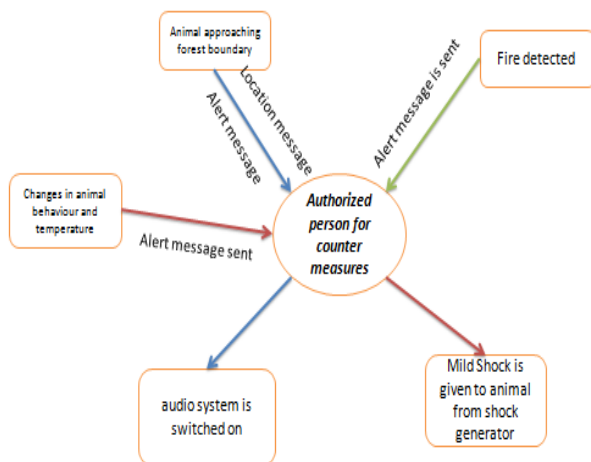 Animal approaching
forest boundary
Fire detected
Location message
Alert message
Alert message is sent
Changes in animal
behaviour and
temperature
Alert message sent
Authorized
person for
counter
measures
audio system is
switched on
Mild Shock is
given to animal
from shock
generator